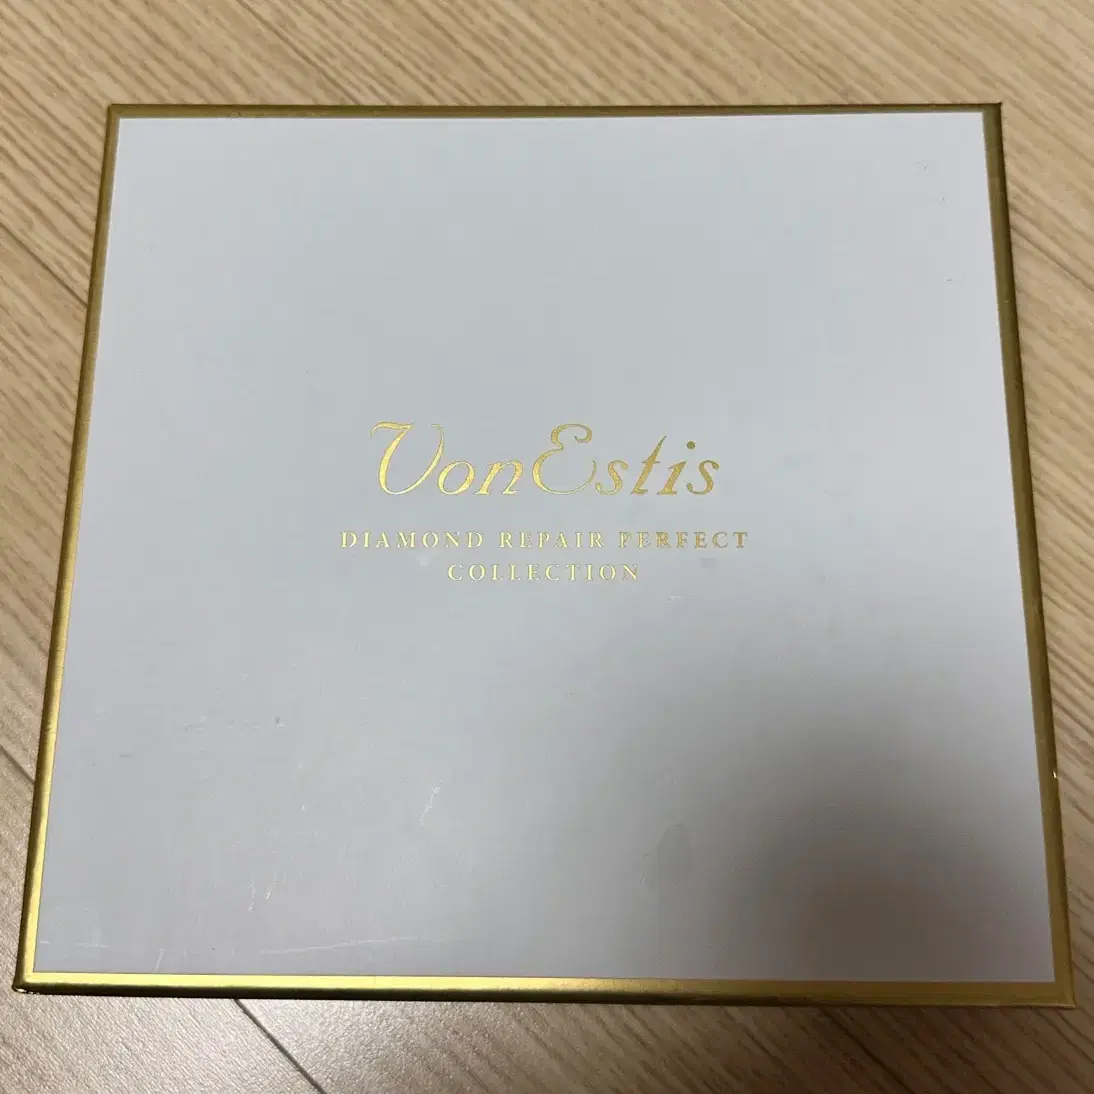 VonEstis
DIAMOND REPAIR PERFECT
COLLECTION